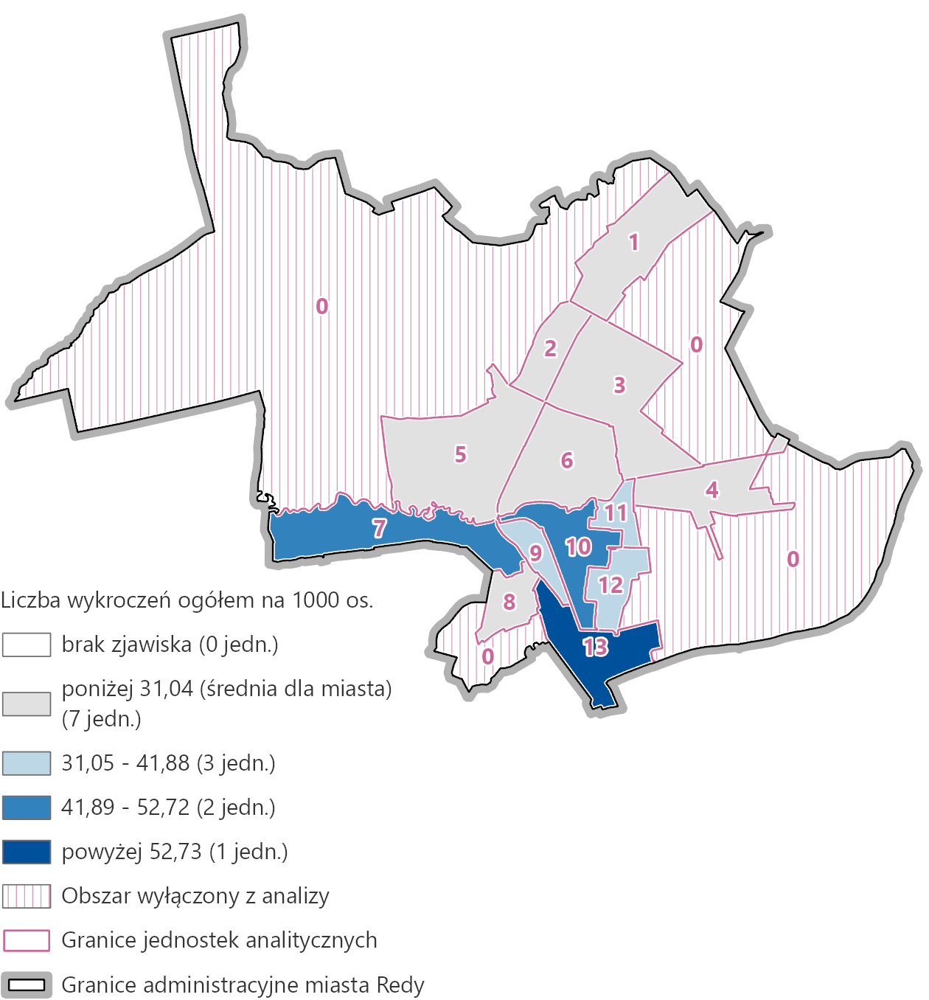 1
0
2
0
3
5
6
4
11
7
10
9
0
12
8
13
0
Liczba wykroczeń ogółem na 1000 os.
brak zjawiska (0 jedn.)
poniżej 31,04 (średnia dla miasta)
(7 jedn.)
31,05 - 41,88 (3 jedn.)
41,89 - 52,72 (2 jedn.)
powyżej 52,73 (1 jedn.)
Obszar wyłączony z analizy
Granice jednostek analitycznych
Granice administracyjne miasta Redy